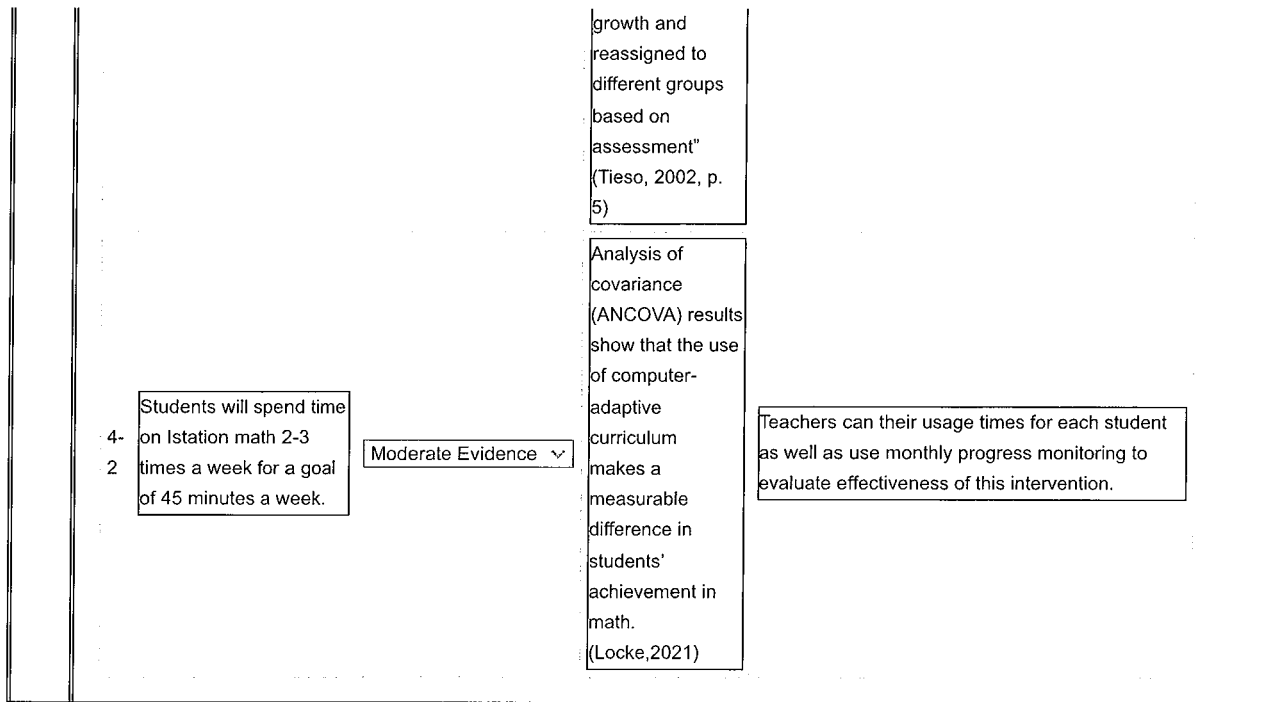 growth and
reassigned to
different groups
based on
assessment”
(Tieso, 2002, p.
5)
4-
2
Students will spend time
on Istation math 2-3
times a week for a goal
of 45 minutes a week.
Moderate Evidence
Analysis of
covariance
(ANCOVA) results
show that the use
of computer-
adaptive
curriculum
makes a
measurable
difference in
students’
achievement in
math.
(Locke,2021)
Teachers can their usage times for each student
as well as use monthly progress monitoring to
evaluate effectiveness of this intervention.